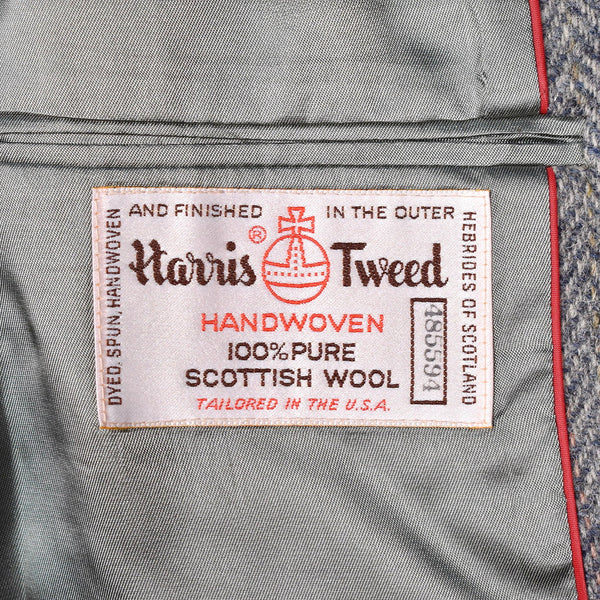 DYED, SPUN, HANDWOVEN
AND FINISHED IN THE OUTER
HEBRIDES OF SCOTLAND
Harris® Tweed
HANDWOVEN
100% PURE
SCOTTISH WOOL
TAILORED IN THE U.S.A.
485594